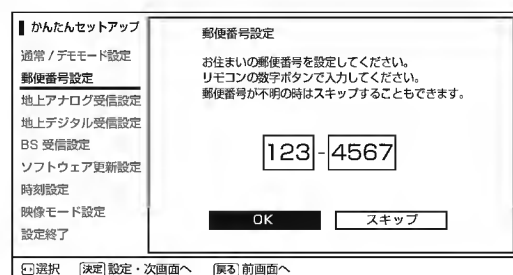 かんたんセットアップ
通常 / デモモード設定
郵便番号設定
地上アナログ受信設定
地上デジタル受信設定
BS 受信設定
ソフトウェア更新設定
時刻設定
映像モード設定
設定終了
郵便番号設定
お住まいの郵便番号を設定してください。
リモコンの数字ボタンで入力してください。
郵便番号が不明の時はスキップすることもできます。
123 - 4567
OK スキップ
選択 決定 設定・次画面へ 戻る 前画面へ